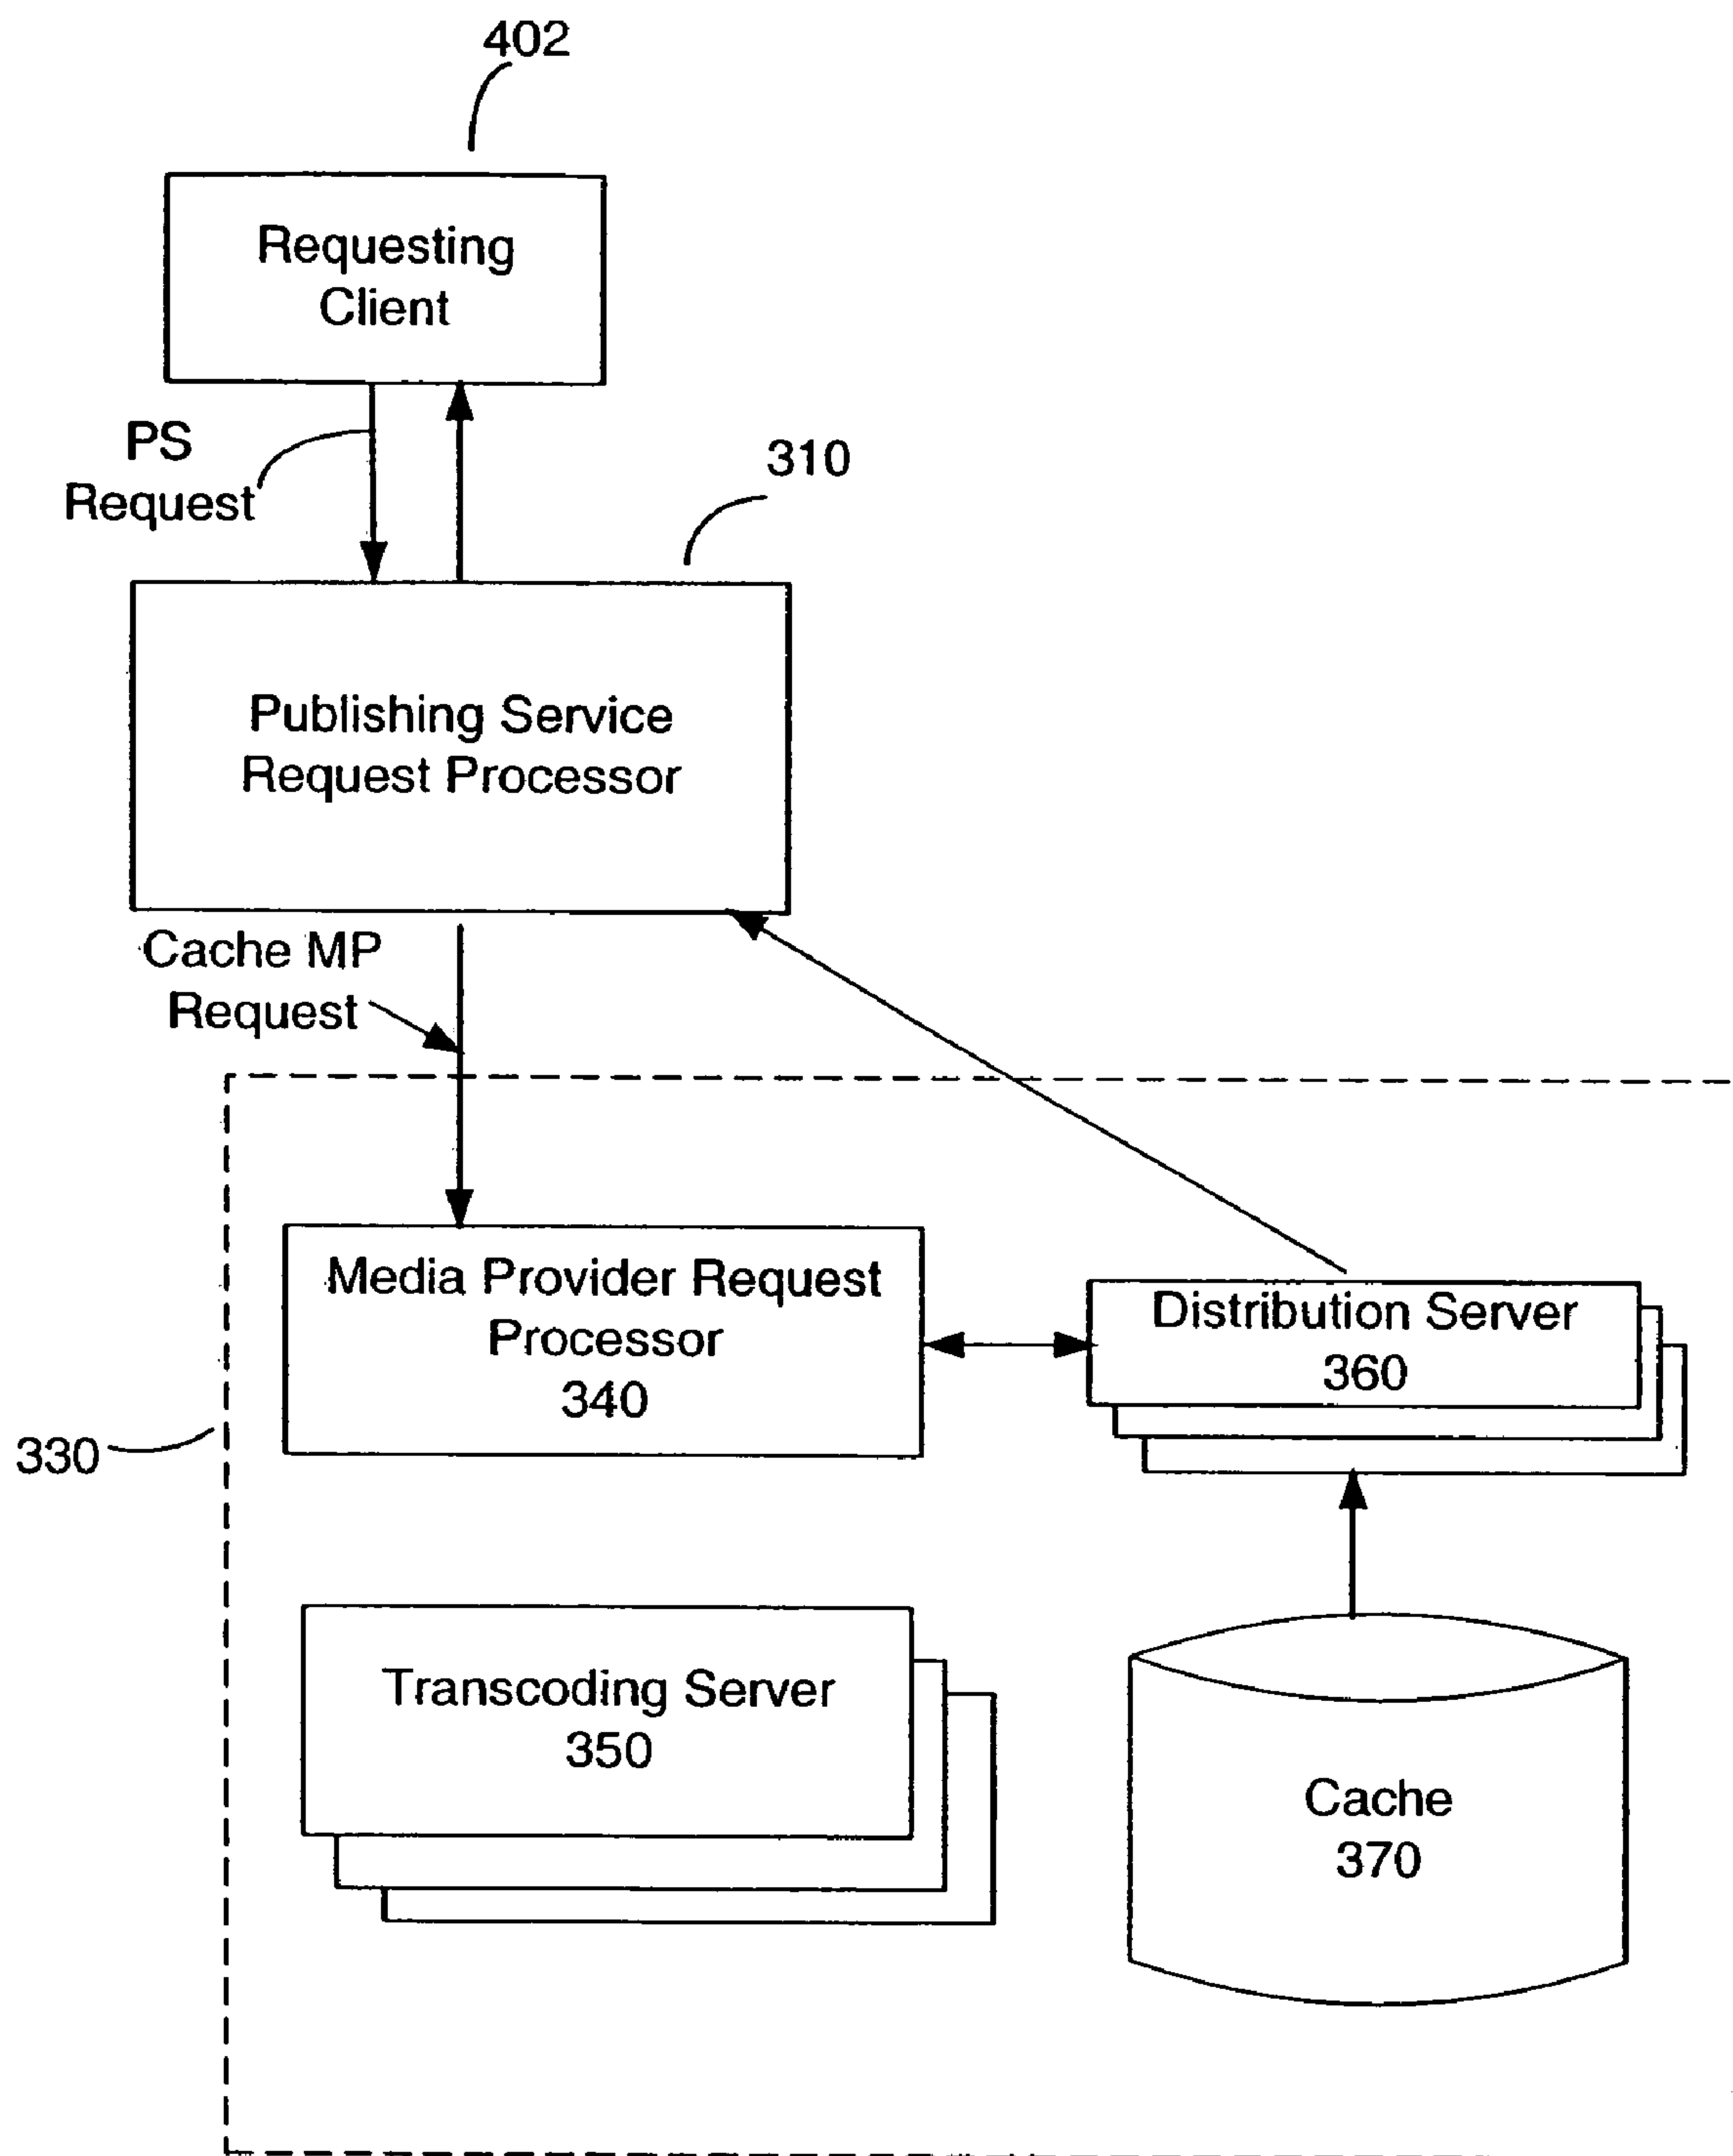 402
Requesting
Client
PS
Request
310
Publishing Service
Request Processor
Cache MP
Request
Media Provider Request
Processor
340
Distribution Server
360
330
Transcoding Server
350
Cache
370